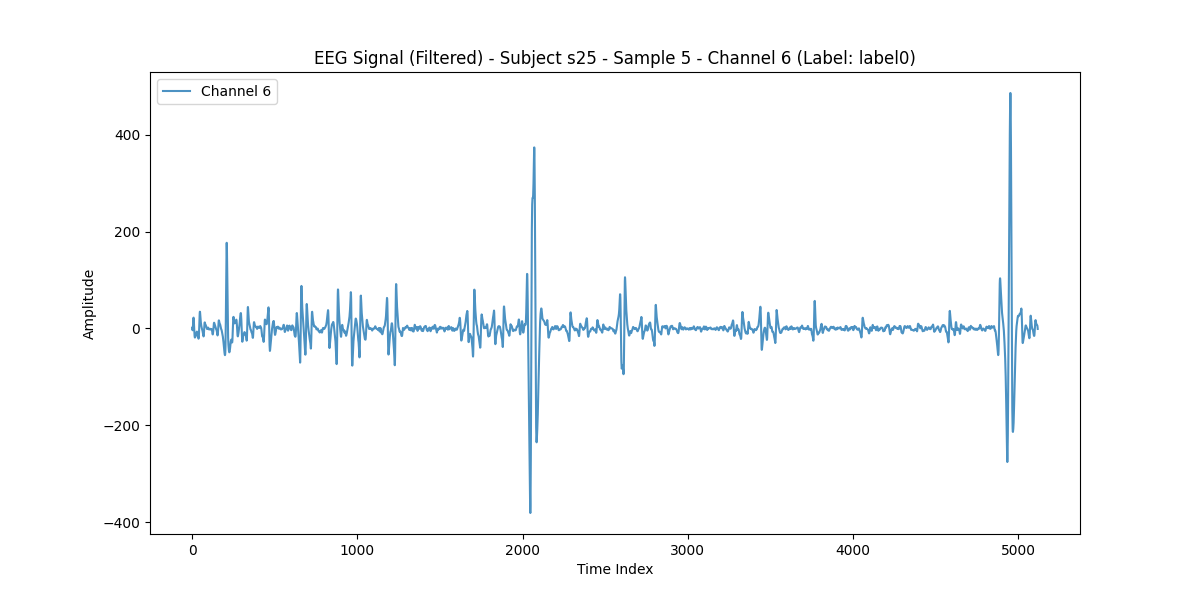 EEG Signal (Filtered) - Subject s25 - Sample 5 - Channel 6 (Label: label0)
Channel 6
Amplitude
400
200
0
−200
−400
0 1000 2000 3000 4000 5000
Time Index